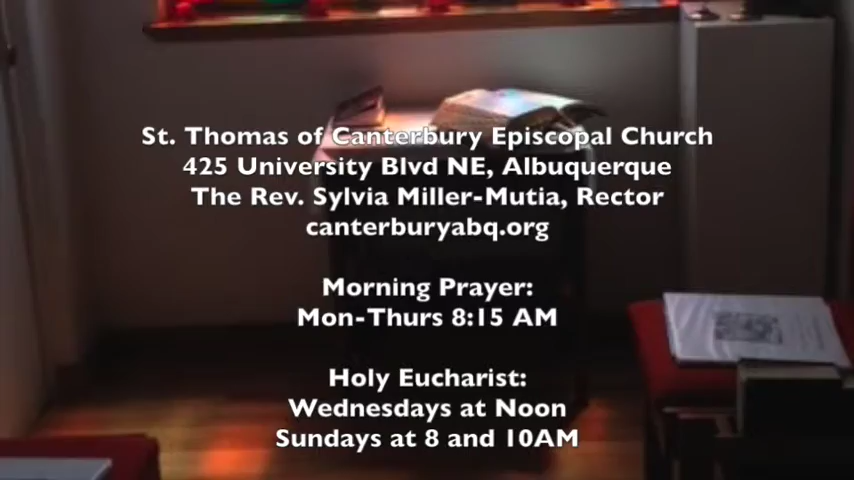 St. Thomas of Canterbury Episcopal Church
425 University Blvd NE, Albuquerque
The Rev. Sylvia Miller-Mutia, Rector
canterburyabq.org
Morning Prayer:
Mon-Thurs 8:15 AM
Holy Eucharist:
Wednesdays at Noon
Sundays at 8 and 10AM